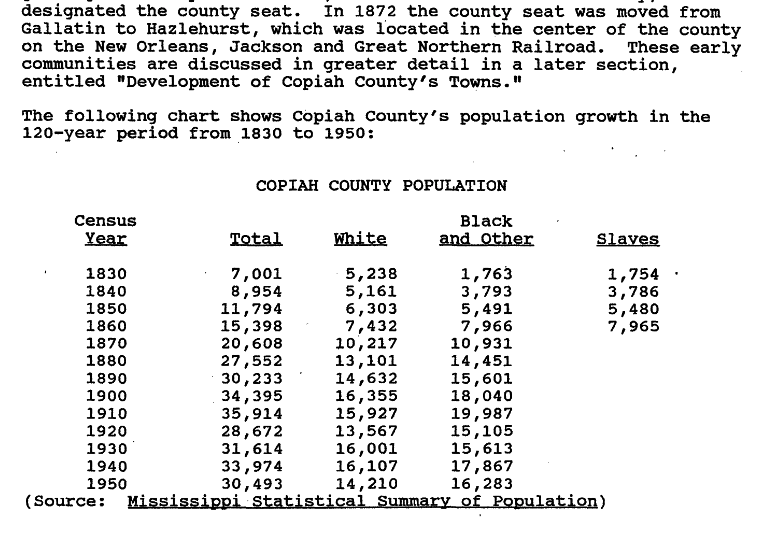 designated the county seat. In 1872 the county seat was moved from
Gallatin to Hazlehurst, which was located in the center of the county
on the New Orleans, Jackson and Great Northern Railroad. These early
communities are discussed in greater detail in a later section,
entitled "Development of Copiah County's Towns."
The following chart shows Copiah County's population growth in the
120-year period from 1830 to 1950:
COPIAH COUNTY POPULATION
Census Black
Year Total White and Other Slaves
1830 7,001 5,238 1,763 1,754
1840 8,954 5,161 3,793 3,786
1850 11,794 6,303 5,491 5,480
1860 15,398 7,432 7,966 7,965
1870 20,608 10,217 10,931
1880 27,552 13,101 14,451
1890 30,233 14,632 15,601
1900 34,395 16,355 18,040
1910 35,914 15,927 19,987
1920 28,672 13,567 15,105
1930 31,614 16,001 15,613
1940 33,974 16,107 17,867
1950 30,493 14,210 16,283
(Source: Mississippi Statistical Summary of Population)